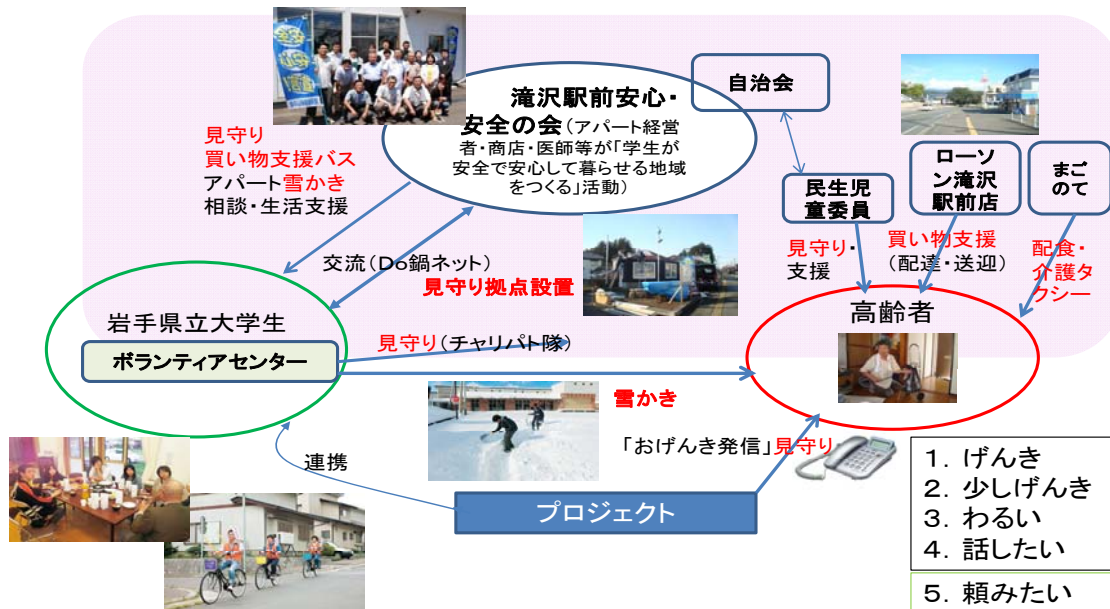 滝沢駅前安心・
安全の会(アパート経営
者・商店・医師等が「学生が
安全で安心して暮らせる地域
をつくる」活動)
自治会
見守り
買い物支援バス
アパート雪かき
相談・生活支援
民生児
童委員
ローソ
ン滝沢
駅前店
まご
のて
見守り・
支援
買い物支援
(配達・送迎)
配食・
介護タ
クシー
交流(Do鍋ネット)
見守り拠点設置
高齢者
岩手県立大学生
ボランティアセンター
見守り(チャリパト隊)
雪かき
「おげんき発信」見守り
連携
プロジェクト
1. げんき
2. 少しげんき
3. わるい
4. 話したい
5. 頼みたい